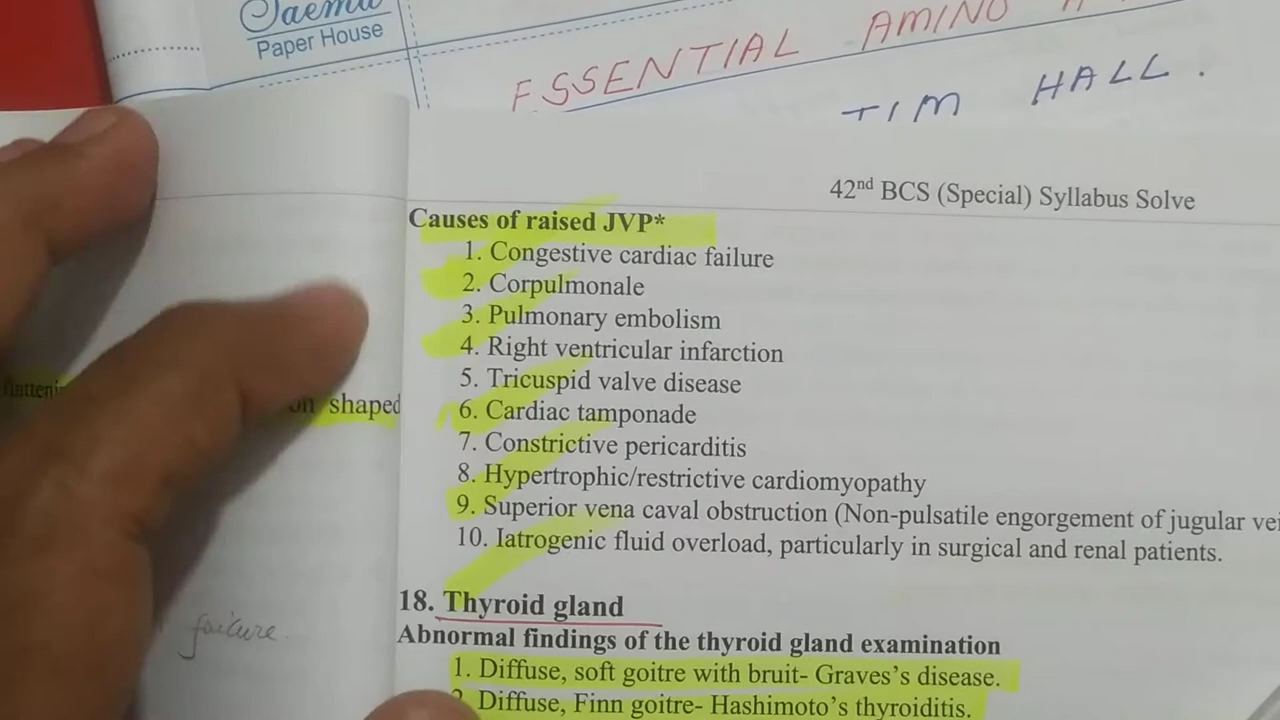 Saema
Paper House
ESSENTIAL AMINO
TIM HALL.
42nd BCS (Special) Syllabus Solve
Causes of raised JVP*
1. Congestive cardiac failure
2. Corpulmonale
3. Pulmonary embolism
4. Right ventricular infarction
5. Tricuspid valve disease
6. Cardiac tamponade
7. Constrictive pericarditis
8. Hypertrophic/restrictive cardiomyopathy
9. Superior vena caval obstruction (Non-pulsatile engorgement of jugular
10. Iatrogenic fluid overload, particularly in surgical and renal patients.
shaped
failure
18. Thyroid gland
Abnormal findings of the thyroid gland examination
1. Diffuse, soft goitre with bruit- Graves's disease.
2. Diffuse, Finn goitre- Hashimoto's thyroiditis.